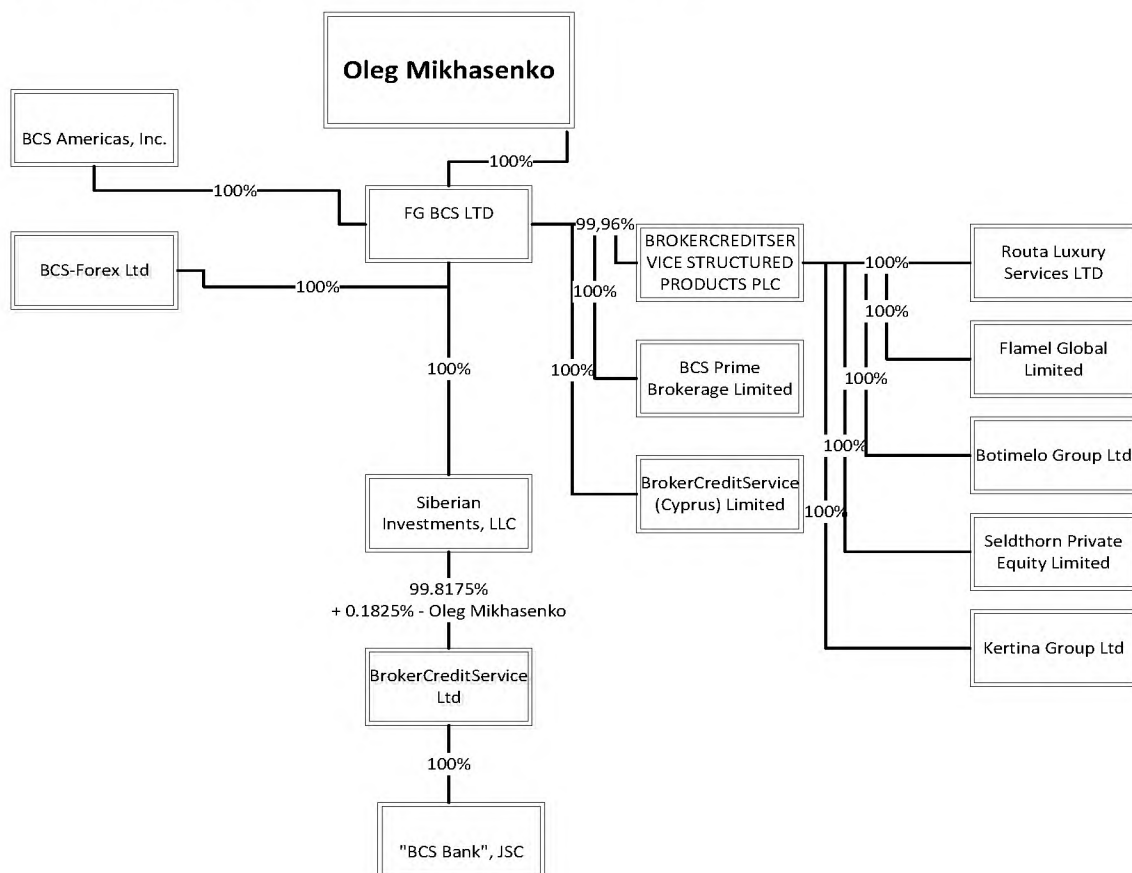 Oleg Mikhasenko
BCS Americas, Inc.
100%
100%
FG BCS LTD
99,96%
BROKERCREDITSER
VICE STRUCTURED
PRODUCTS PLC
100%
Routa Luxury
Services LTD
BCS-Forex Ltd
100%
100%
100%
Flamel Global
Limited
100%
100%
BCS Prime
Brokerage Limited
100%
100%
Botimelo Group Ltd
Siberian
Investments, LLC
BrokerCreditService
(Cyprus) Limited
100%
Seldthorn Private
Equity Limited
99.8175%
+ 0.1825% - Oleg Mikhasenko
BrokerCreditService
Ltd
Kertina Group Ltd
100%
"BCS Bank", JSC